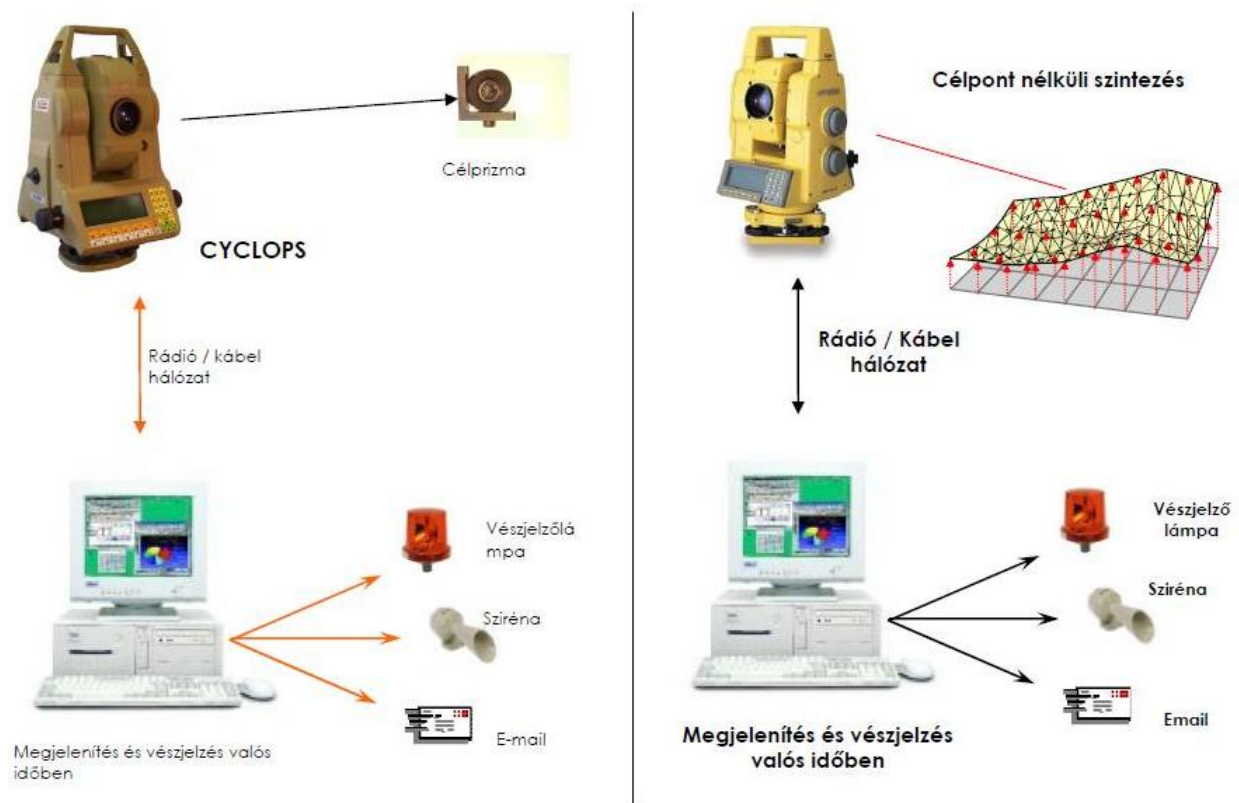 Célprizma
CYCLOPS
Rádió / kábel
hálózat
Vészjelzőlá
mpa
Sziréna
E-mail
Megjelenítés és vészjelzés valós
időben
Célpont nélküli szintezés
Rádió / Kábel
hálózat
Vészjelző
lámpa
Sziréna
Email
Megjelenítés és vészjelzés
valós időben